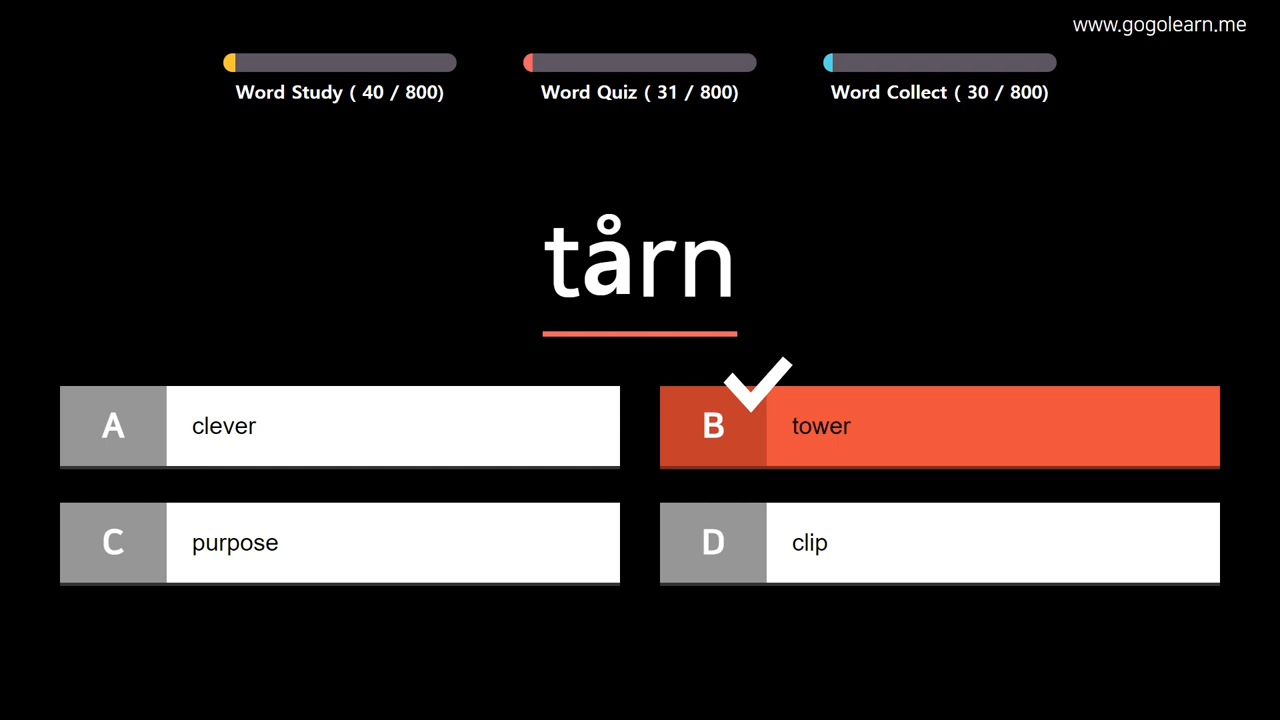 www.gogolearn.me
Word Study ( 40 / 800)
Word Quiz ( 31 / 800)
Word Collect ( 30 / 800)
tårn
A clever
B tower
C purpose
D clip